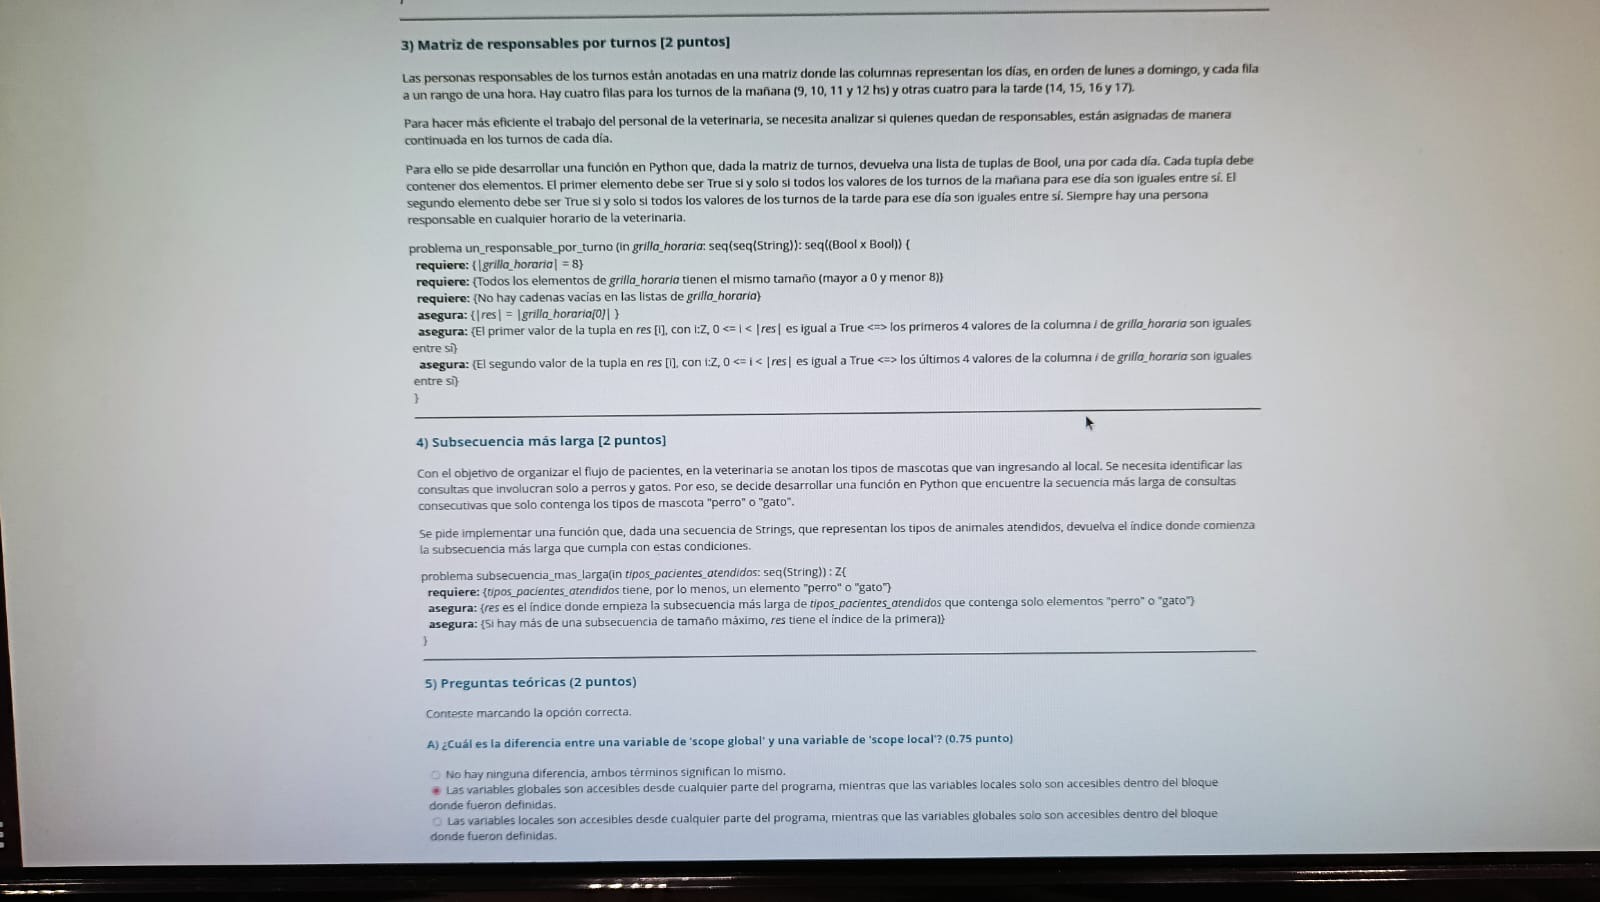 3) Matriz de responsables por turnos [2 puntos]
Las personas responsables de los turnos están anotadas en una matriz donde las columnas representan los días, en orden de lunes a domingo, y cada fila
a un rango de una hora. Hay cuatro filas para los turnos de la mañana (9, 10, 11 y 12 hs) y otras cuatro para la tarde (14, 15, 16 y 17).
Para hacer más eficiente el trabajo del personal de la veterinaria, se necesita analizar si quienes quedan de responsables, están asignadas de manera
continuada en los turnos de cada día.
Para ello se pide desarrollar una función en Python que, dada la matriz de turnos, devuelva una lista de tuplas de Bool, una por cada día. Cada tupla debe
contener dos elementos. El primer elemento debe ser True si y solo si todos los valores de los turnos de la mañana para ese día son iguales entre sí. El
segundo elemento debe ser True si y solo si todos los valores de los turnos de la tarde para ese día son iguales entre sí. Siempre hay una persona
responsable en cualquier horario de la veterinaria.
problema un_responsable_por_turno (in grilla_horaria: seq⟨seq⟨String⟩⟩: seq⟨(Bool x Bool⟩) {
requiere: {|grilla_horaria| = 8}
requiere: {Todos los elementos de grilla_horaria tienen el mismo tamaño (mayor a 0 y menor 8)}
requiere: {No hay cadenas vacías en las listas de grilla_horaria}
asegura: {|res| = |grilla_horaria[0]| }
asegura: {El primer valor de la tupla en res [i], con i:Z, 0 <= i < |res| es igual a True <=> los primeros 4 valores de la columna i de grilla_horaria son iguales
entre sí}
asegura: {El segundo valor de la tupla en res [i], con i:Z, 0 <= i < |res| es igual a True <=> los últimos 4 valores de la columna i de grilla_horaria son iguales
entre sí}
}
4) Subsecuencia más larga [2 puntos]
Con el objetivo de organizar el flujo de pacientes, en la veterinaria se anotan los tipos de mascotas que van ingresando al local. Se necesita identificar las
consultas que involucran solo a perros y gatos. Por eso, se decide desarrollar una función en Python que encuentre la secuencia más larga de consultas
consecutivas que solo contenga los tipos de mascota "perro" o "gato".
Se pide implementar una función que, dada una secuencia de Strings, que representan los tipos de animales atendidos, devuelva el índice donde comienza
la subsecuencia más larga que cumpla con estas condiciones.
problema subsecuencia_mas_larga(in tipos_pacientes_atendidos: seq⟨String⟩) : Z{
requiere: {tipos_pacientes_atendidos tiene, por lo menos, un elemento "perro" o "gato"}
asegura: {res es el índice donde empieza la subsecuencia más larga de tipos_pacientes_atendidos que contenga solo elementos "perro" o "gato"}
asegura: {Si hay más de una subsecuencia de tamaño máximo, res tiene el índice de la primera)}
}
5) Preguntas teóricas (2 puntos)
Conteste marcando la opción correcta.
A) ¿Cuál es la diferencia entre una variable de 'scope global' y una variable de 'scope local'? (0.75 punto)
No hay ninguna diferencia, ambos términos significan lo mismo.
Las variables globales son accesibles desde cualquier parte del programa, mientras que las variables locales solo son accesibles dentro del bloque
donde fueron definidas.
Las variables locales son accesibles desde cualquier parte del programa, mientras que las variables globales solo son accesibles dentro del bloque
donde fueron definidas.